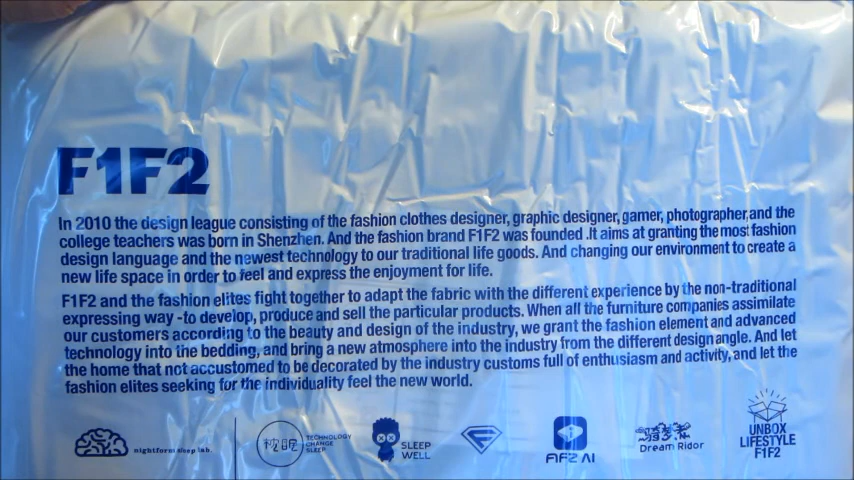 F1F2
In 2010 the design league consisting of the fashion clothes designer, graphic designer, gamer, photographer,and the
college teachers was born in Shenzhen. And the fashion brand F1F2 was founded .It aims at granting the most fashion
design language and the newest technology to our traditional life goods. And changing our environment to create a
new life space in order to feel and express the enjoyment for life.
F1F2 and the fashion elites fight together to adapt the fabric with the different experience by the non-traditional
expressing way -to develop, produce and sell the particular products. When all the furniture companies assimilate
our customers according to the beauty and design of the industry, we grant the fashion element and advanced
technology into the bedding, and bring a new atmosphere into the industry from the different design angle. And let
the home that not accustomed to be decorated by the industry customs full of enthusiasm and activity, and let the
fashion elites seeking for the individuality feel the new world.
nightform sleep lab.
TECHNOLOGY
CHANGE
SLEEP
SLEEP
WELL
F1F2 AI
Dream Ridor
UNBOX
LIFESTYLE
F1F2